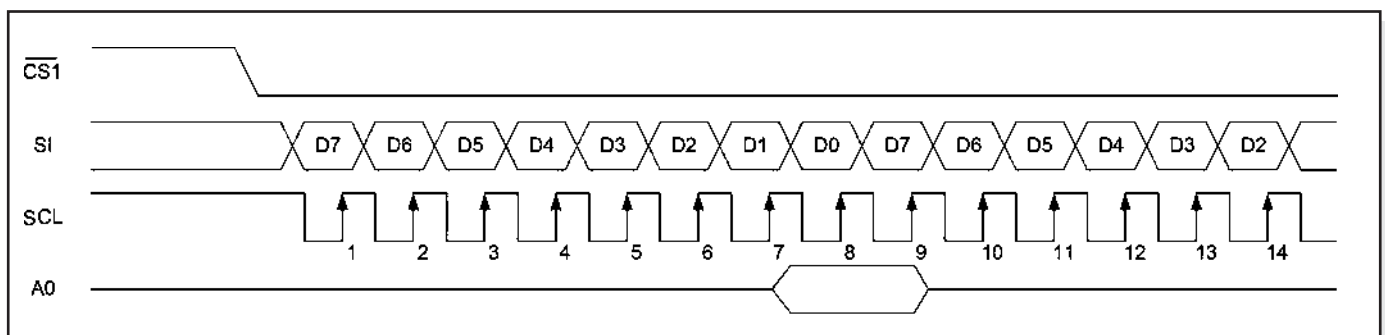 CS1
SI D7 D6 D5 D4 D3 D2 D1 D0 D7 D6 D5 D4 D3 D2
SCL
1 2 3 4 5 6 7 8 9 10 11 12 13 14
A0